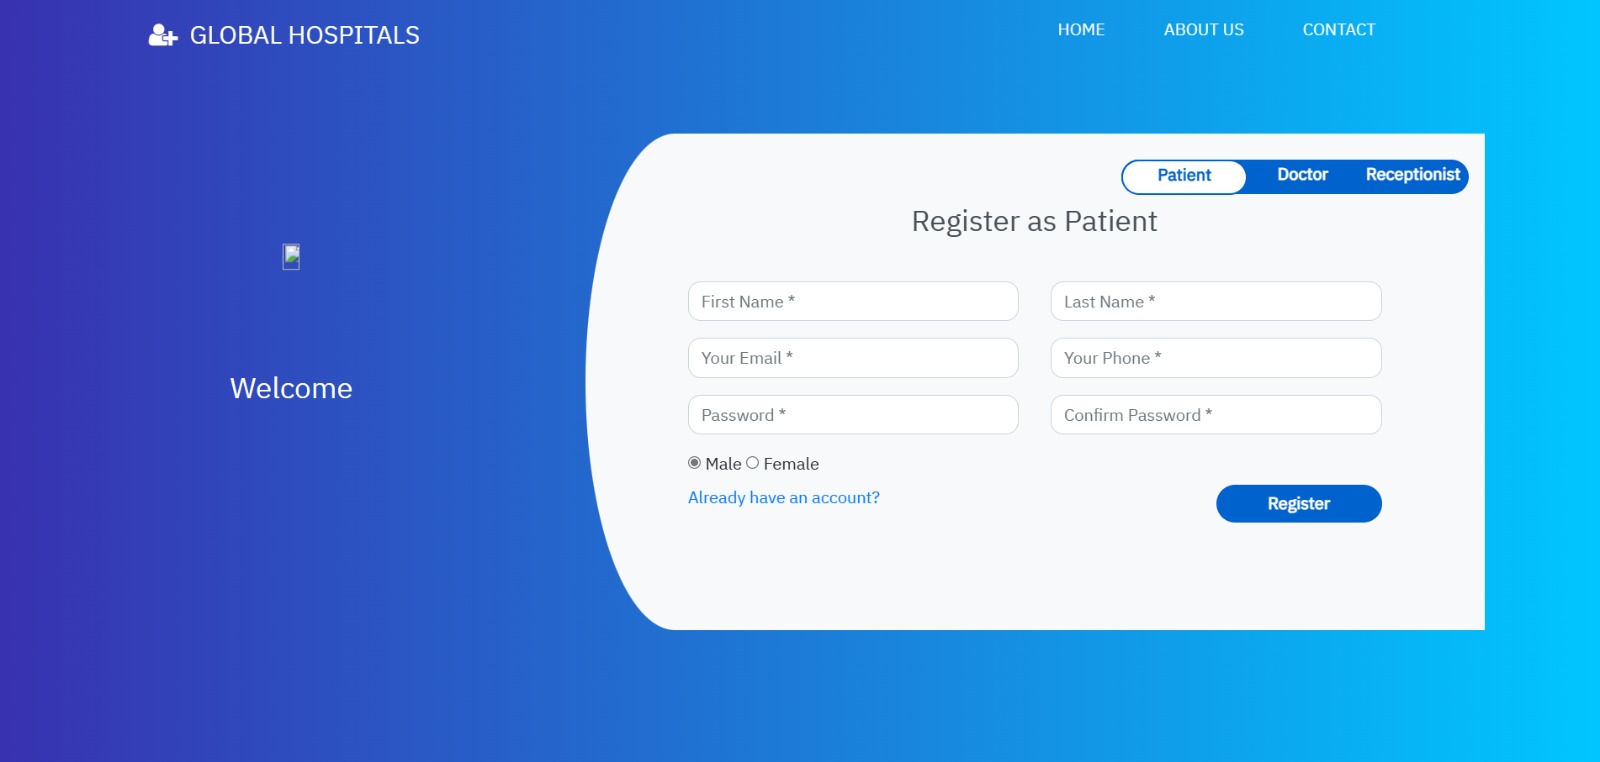 GLOBAL HOSPITALS
HOME ABOUT US CONTACT
Patient Doctor Receptionist
Register as Patient
Welcome
First Name * Last Name *
Your Email * Your Phone *
Password * Confirm Password *
Male Female
Already have an account?
Register